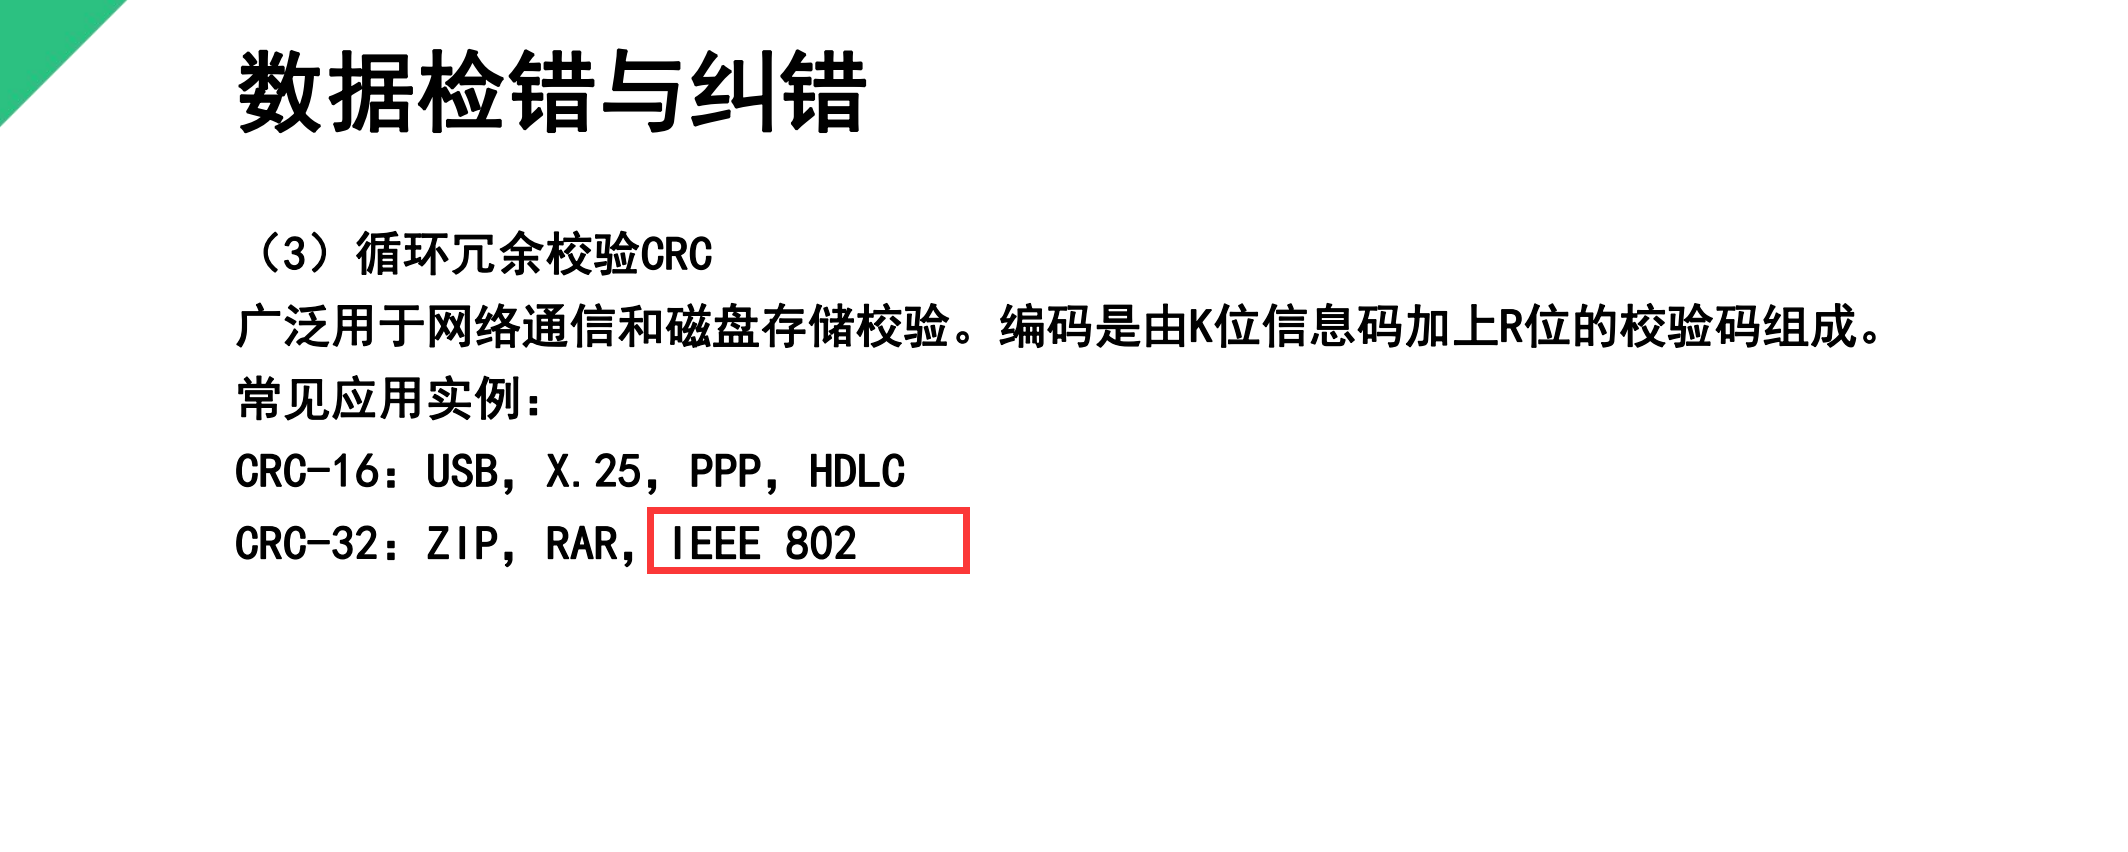 数据检错与纠错
（3）循环冗余校验CRC
广泛用于网络通信和磁盘存储校验。编码是由K位信息码加上R位的校验码组成。
常见应用实例：
CRC-16：USB，X.25，PPP，HDLC
CRC-32：ZIP，RAR，IEEE 802